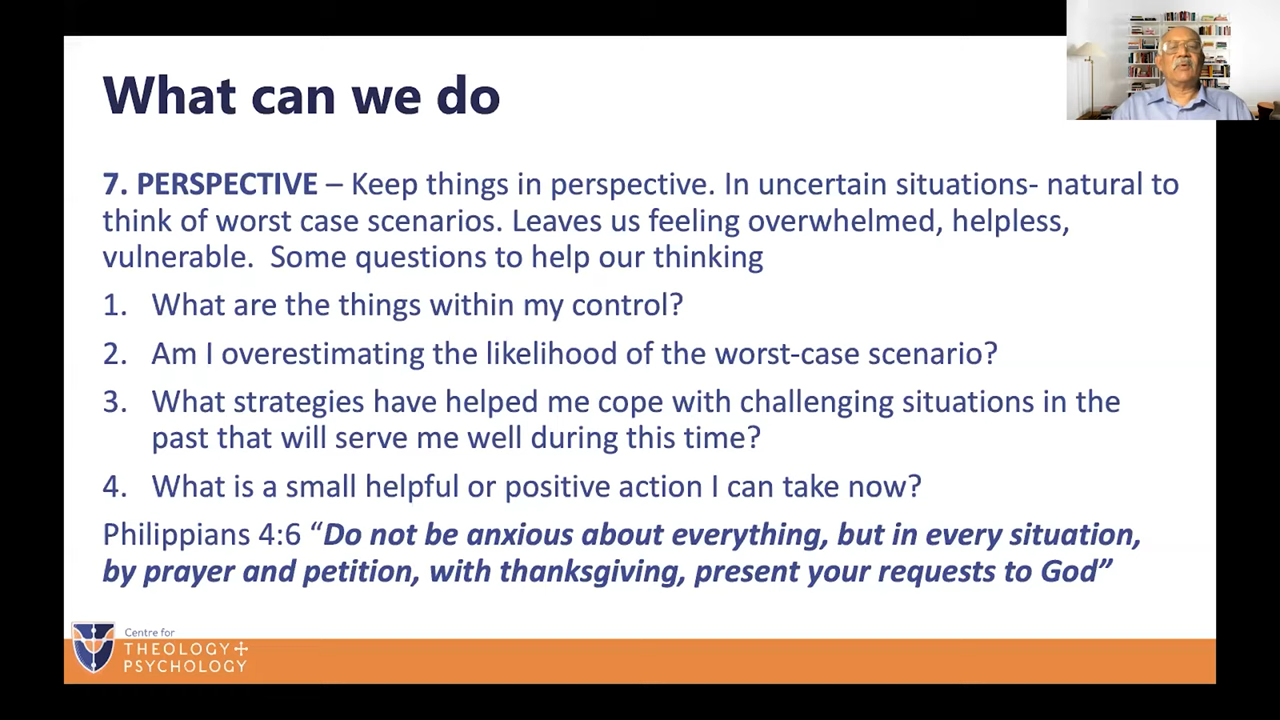 What can we do
7. PERSPECTIVE – Keep things in perspective. In uncertain situations- natural to
think of worst case scenarios. Leaves us feeling overwhelmed, helpless,
vulnerable.  Some questions to help our thinking
1. What are the things within my control?
2. Am I overestimating the likelihood of the worst-case scenario?
3. What strategies have helped me cope with challenging situations in the
past that will serve me well during this time?
4. What is a small helpful or positive action I can take now?
Philippians 4:6 “Do not be anxious about everything, but in every situation,
by prayer and petition, with thanksgiving, present your requests to God”
Centre for
THEOLOGY+
PSYCHOLOGY